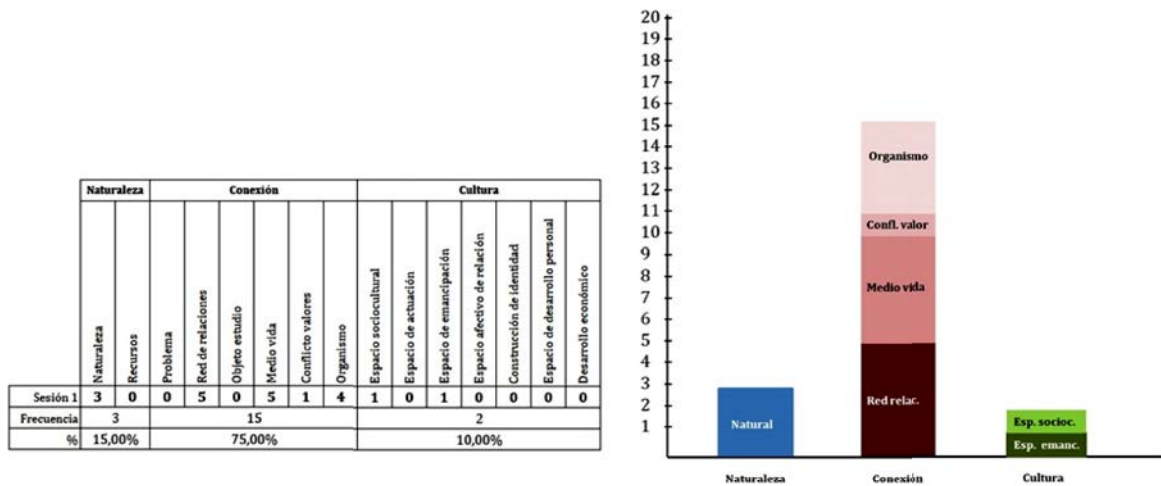 Naturaleza Conexión Cultura
Naturaleza
Recursos
Problema
Red de relaciones
Objeto estudio
Medio vida
Conflicto valores
Organismo
Espacio sociocultural
Espacio de actuación
Espacio de emancipación
Espacio afectivo de relación
Construcción de identidad
Espacio de desarrollo personal
Desarrollo económico
Sesión 1 3 0 0 5 0 5 1 4 1 0 1 0 0 0 0
Frecuencia 3 15 2
% 15,00% 75,00% 10,00%
20
19
18
17
16
15
14
13
12
11
10
9
8
7
6
5
4
3
2
1
Natural
Organismo
Confl. valor
Medio vida
Red relac.
Esp. socioc.
Esp. emanc.
Naturaleza Conexión Cultura